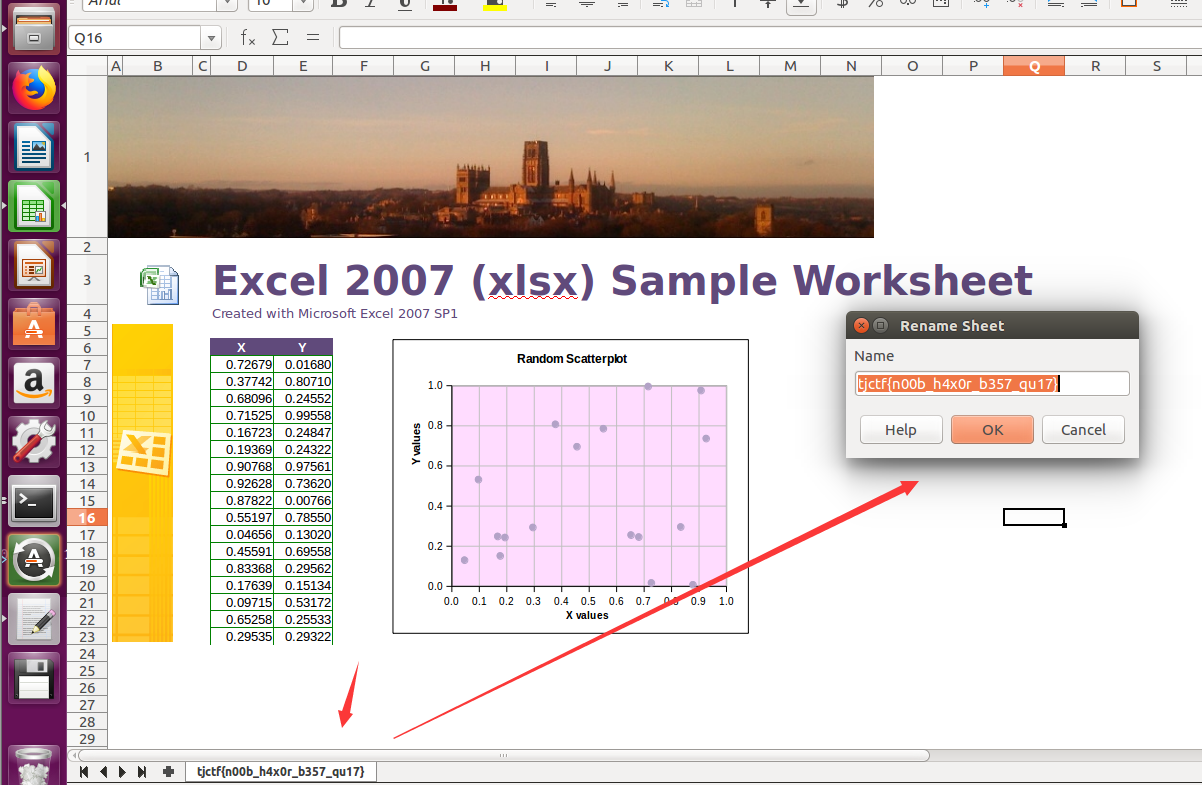 Arial 10
Q16
A B C D E F G H I J K L M N O P Q R S
1
2
3 Excel 2007 (xlsx) Sample Worksheet
4 Created with Microsoft Excel 2007 SP1
5
6 X Y
7 0.72679 0.01680
8 0.37742 0.80710
9 0.68096 0.24552
10 0.71525 0.99558
11 0.16723 0.24847
12 0.19369 0.24322
13 0.90768 0.97561
14 0.92628 0.73620
15 0.87822 0.00766
16 0.55197 0.78550
17 0.04656 0.13020
18 0.45591 0.69558
19 0.83368 0.29562
20 0.17639 0.15134
21 0.09715 0.53172
22 0.65258 0.25533
23 0.29535 0.29322
24
25
26
27
28
29
Random Scatterplot
Y values
1.0
0.8
0.6
0.4
0.2
0.0
0.0 0.1 0.2 0.3 0.4 0.5 0.6 0.7 0.8 0.9 1.0
X values
Rename Sheet
Name
tjctf{n00b_h4x0r_b357_qu17}
Help OK Cancel
tjctf{n00b_h4x0r_b357_qu17}